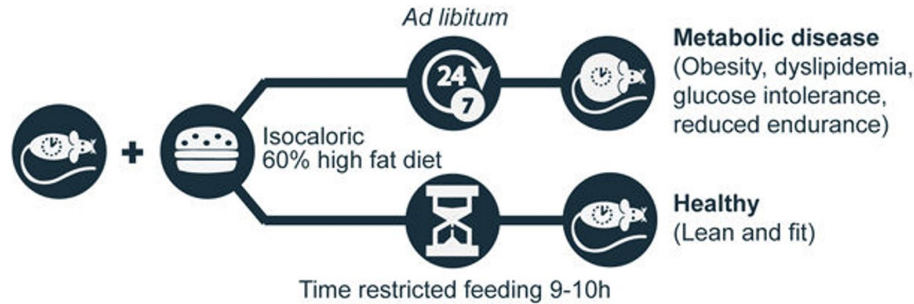 Ad libitum
24
7
Metabolic disease
(Obesity, dyslipidemia,
glucose intolerance,
reduced endurance)
Isocaloric
60% high fat diet
Healthy
(Lean and fit)
Time restricted feeding 9-10h